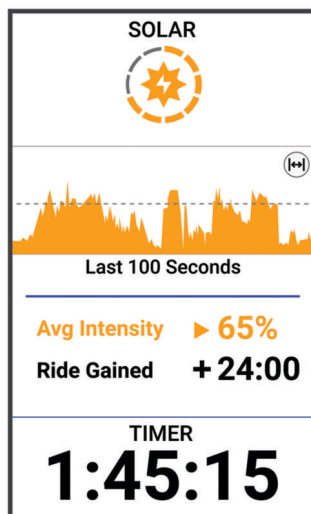 SOLAR
Last 100 Seconds
Avg Intensity ▶ 65%
Ride Gained + 24:00
TIMER
1:45:15